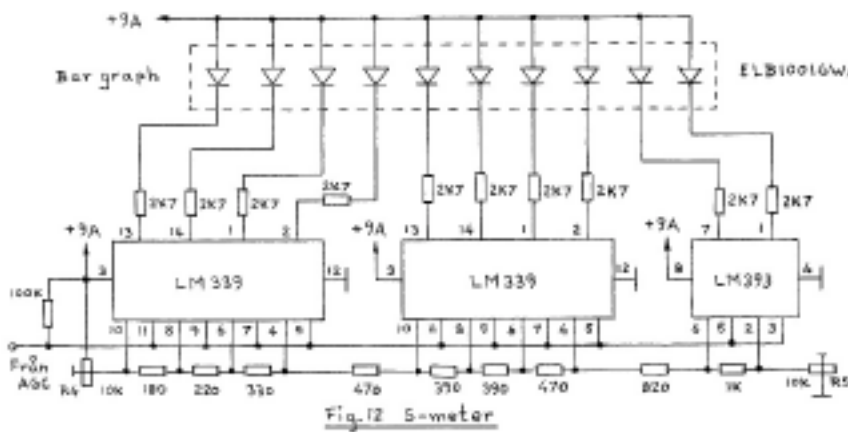 +9A
Bar graph
ELB1001GW
2K7 2K7 2K7 2K7 2K7 2K7 2K7 2K7 2K7 2K7
+9A 13 14 1 2 +9A 13 14 1 2 +9A 7 1
3 LM339 12 3 LM339 12 8 LM393 4
100K
10 11 8 9 6 7 4 5 10 8 9 6 7 4 5 6 5 2 3
Från
AGC
R4 10K 180 220 330 470 390 390 470 820 1K 10K R5
Fig.12 S-meter